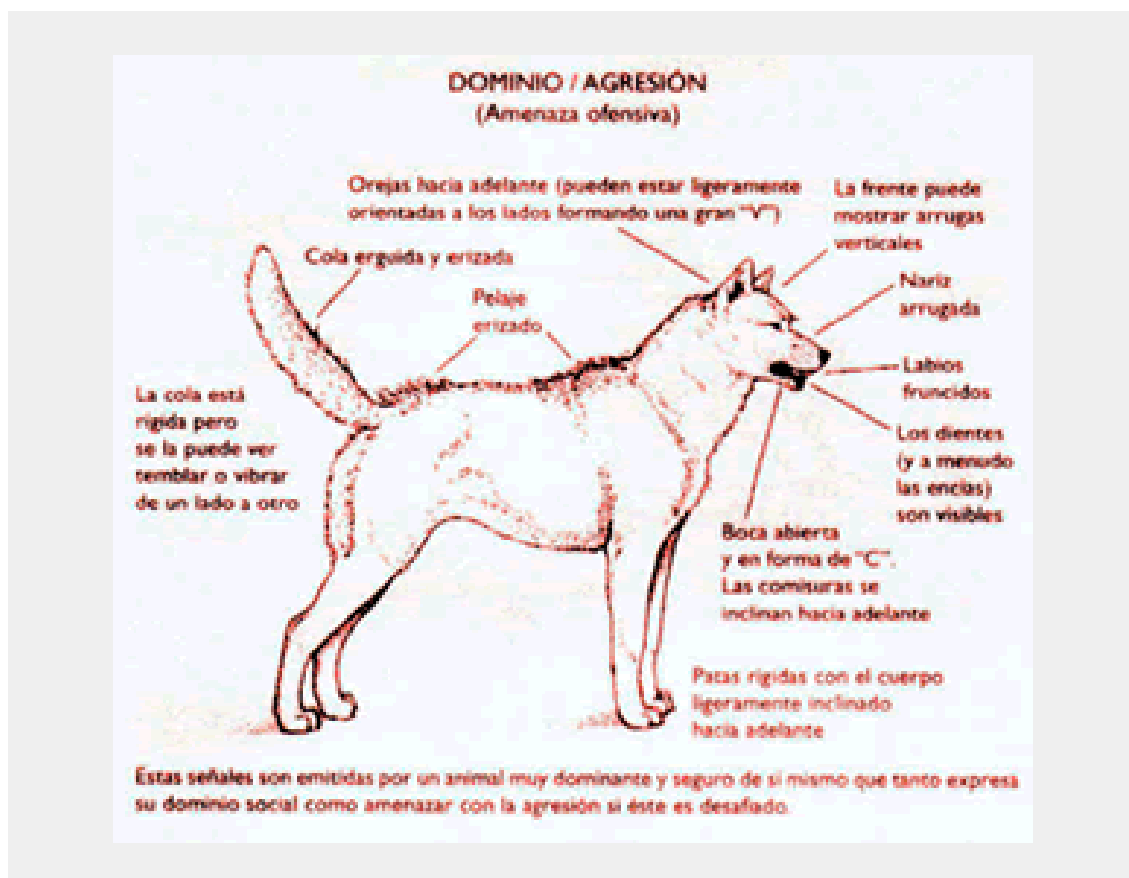 DOMINIO / AGRESIÓN
(Amenaza ofensiva)
Orejas hacia adelante (pueden estar ligeramente
orientadas a los lados formando una gran "V")
La frente puede
mostrar arrugas
verticales
Cola erguida y erizada
Pelaje
erizado
Nariz
arrugada
Labios
fruncidos
La cola está
rígida pero
se la puede ver
temblar o vibrar
de un lado a otro
Los dientes
(y a menudo
las encías)
son visibles
Boca abierta
y en forma de "C".
Las comisuras se
inclinan hacia adelante
Patas rígidas con el cuerpo
ligeramente inclinado
hacia adelante
Estas señales son emitidas por un animal muy dominante y seguro de sí mismo que tanto expresa
su dominio social como amenazar con la agresión si éste es desafiado.